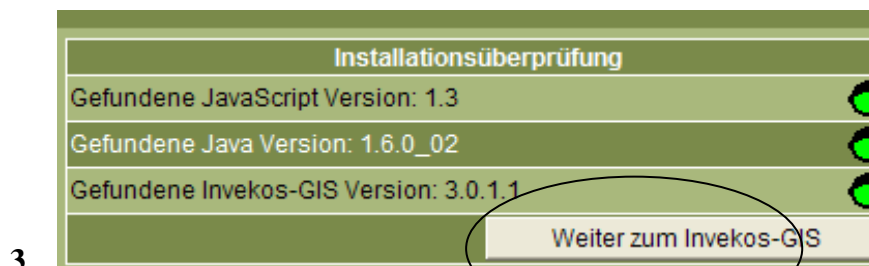 Installationsüberprüfung
Gefundene JavaScript Version: 1.3
Gefundene Java Version: 1.6.0_02
Gefundene Invekos-GIS Version: 3.0.1.1
Weiter zum Invekos-GIS
3